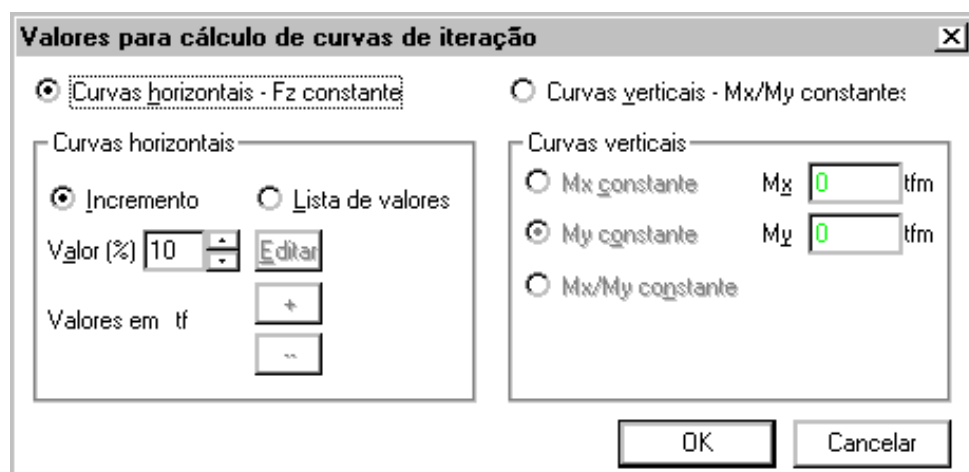 Valores para cálculo de curvas de iteração
Curvas horizontais - Fz constante
Curvas verticais - Mx/My constantes
Curvas horizontais
Incremento
Lista de valores
Valor (%) 10
Editar
Valores em tf
+
--
Curvas verticais
Mx constante
Mx 0 tfm
My constante
My 0 tfm
Mx/My constante
OK
Cancelar